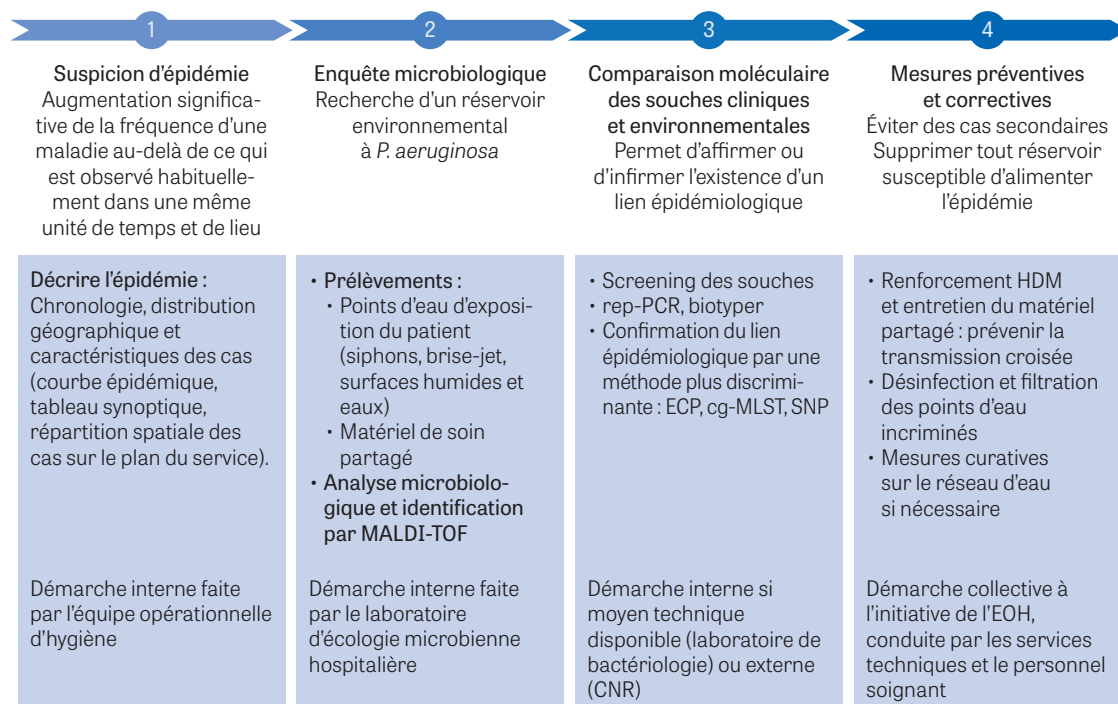 1
Suspicion d'épidémie
Augmentation significa-
tive de la fréquence d'une
maladie au-delà de ce qui
est observé habituelle-
ment dans une même
unité de temps et de lieu
Décrire l'épidémie :
Chronologie, distribution
géographique et
caractéristiques des cas
(courbe épidémique,
tableau synoptique,
répartition spatiale des
cas sur le plan du service).
Démarche interne faite
par l'équipe opérationnelle
d'hygiène
2
Enquête microbiologique
Recherche d'un réservoir
environnemental
à P. aeruginosa
• Prélèvements :
• Points d'eau d'exposi-
tion du patient
(siphons, brise-jet,
surfaces humides et
eaux)
• Matériel de soin
partagé
• Analyse microbiolo-
gique et identification
par MALDI-TOF
Démarche interne faite
par le laboratoire
d'écologie microbienne
hospitalière
3
Comparaison moléculaire
des souches cliniques
et environnementales
Permet d'affirmer ou
d'infirmer l'existence d'un
lien épidémiologique
• Screening des souches
• rep-PCR, biotyper
• Confirmation du lien
épidémiologique par une
méthode plus discrimi-
nante : ECP, cg-MLST, SNP
Démarche interne si
moyen technique
disponible (laboratoire de
bactériologie) ou externe
(CNR)
4
Mesures préventives
et correctives
Éviter des cas secondaires
Supprimer tout réservoir
susceptible d'alimenter
l'épidémie
• Renforcement HDM
et entretien du matériel
partagé : prévenir la
transmission croisée
• Désinfection et filtration
des points d'eau
incriminés
• Mesures curatives
sur le réseau d'eau
si nécessaire
Démarche collective à
l'initiative de l'EOH,
conduite par les services
techniques et le personnel
soignant